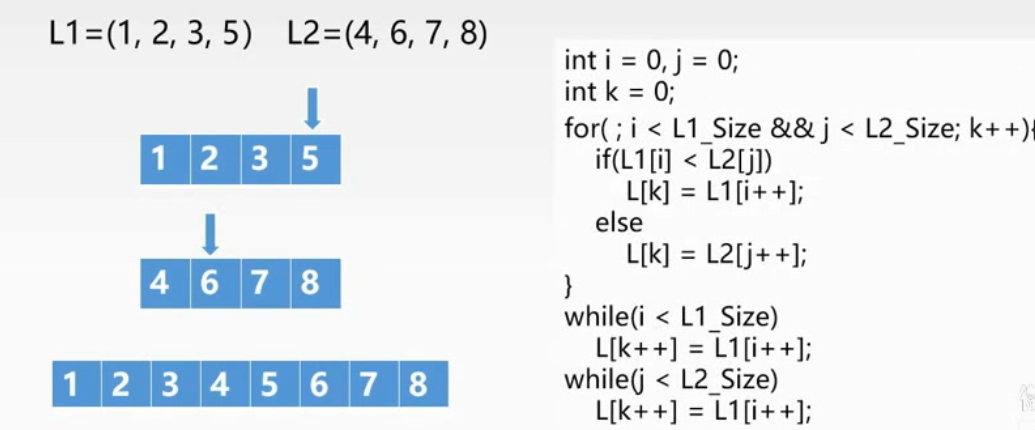 L1=(1, 2, 3, 5) L2=(4, 6, 7, 8)
1 2 3 5
4 6 7 8
1 2 3 4 5 6 7 8
int i = 0, j = 0;
int k = 0;
for( ; i < L1_Size && j < L2_Size; k++){
if(L1[i] < L2[j])
L[k] = L1[i++];
else
L[k] = L2[j++];
}
while(i < L1_Size)
L[k++] = L1[i++];
while(j < L2_Size)
L[k++] = L1[i++];